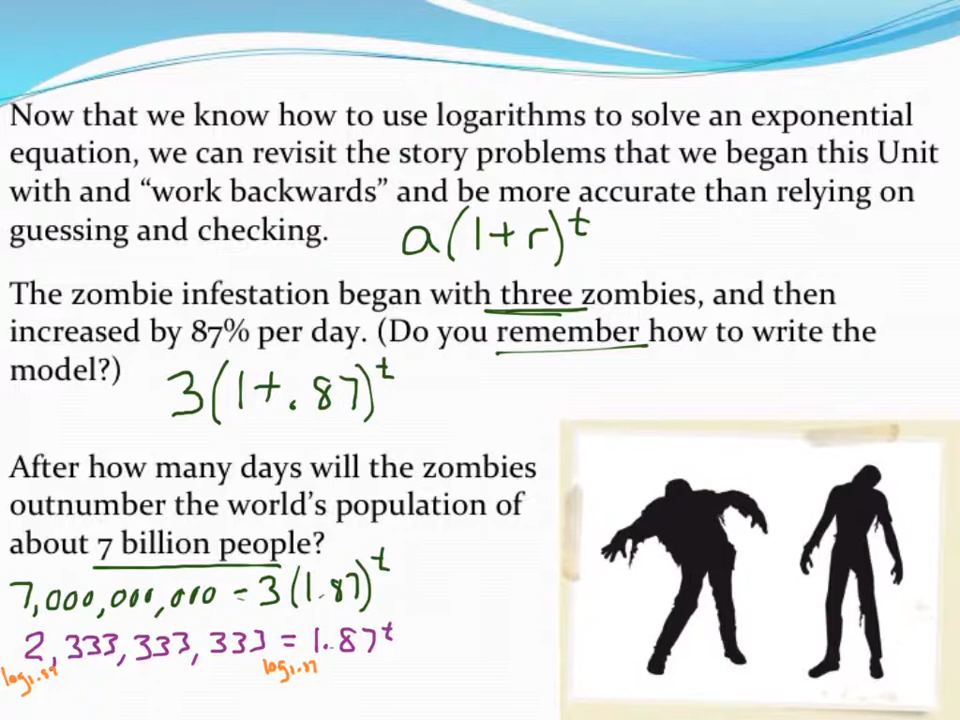 Now that we know how to use logarithms to solve an exponential
equation, we can revisit the story problems that we began this Unit
with and “work backwards” and be more accurate than relying on
guessing and checking.
a(1+r)^t
The zombie infestation began with three zombies, and then
increased by 87% per day. (Do you remember how to write the
model?)
3(1+.87)^t
After how many days will the zombies
outnumber the world’s population of
about 7 billion people?
7,000,000,000 = 3(1.87)^t
2,333,333,333 = 1.87^t
log1.87 log1.87